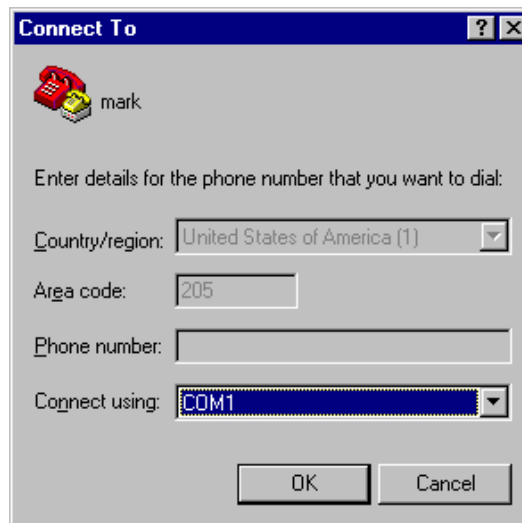 Connect To
mark
Enter details for the phone number that you want to dial:
Country/region: United States of America (1)
Area code: 205
Phone number:
Connect using: COM1
OK Cancel